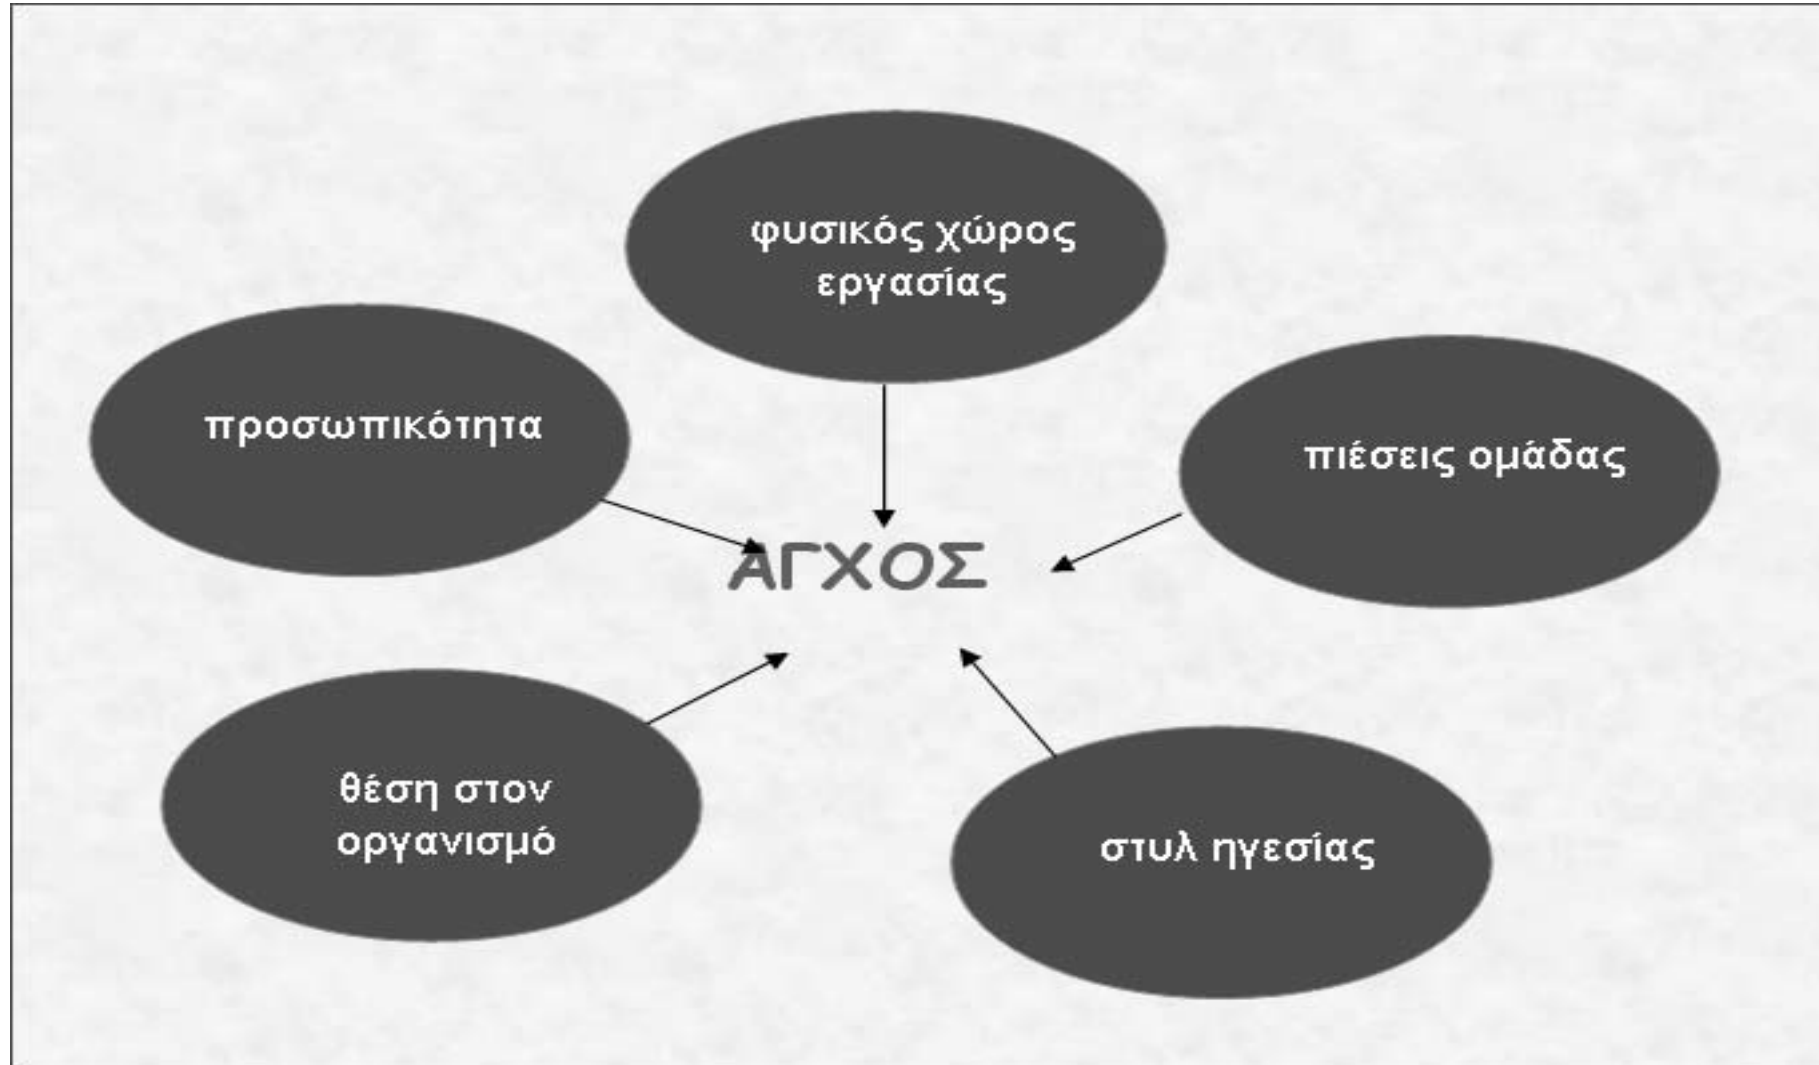 φυσικός χώρος
εργασίας
προσωπικότητα
πιέσεις ομάδας
ΑΓΧΟΣ
θέση στον
οργανισμό
στυλ ηγεσίας